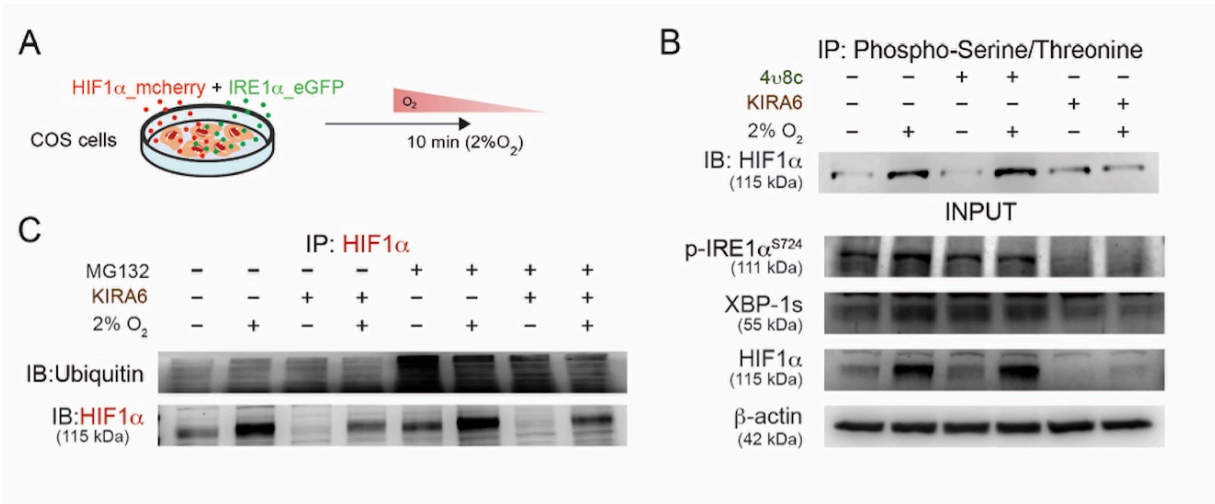 A
HIF1α_mcherry + IRE1α_eGFP
COS cells
O2
10 min (2%O2)
B
IP: Phospho-Serine/Threonine
4υ8c – – + + – –
KIRA6 – – – – + +
2% O2 – + – + – +
IB: HIF1α
(115 kDa)
INPUT
p-IRE1αS724
(111 kDa)
XBP-1s
(55 kDa)
HIF1α
(115 kDa)
β-actin
(42 kDa)
C
IP: HIF1α
MG132 – – – – + + + +
KIRA6 – – + + – – + +
2% O2 – + – + – + – +
IB:Ubiquitin
IB:HIF1α
(115 kDa)